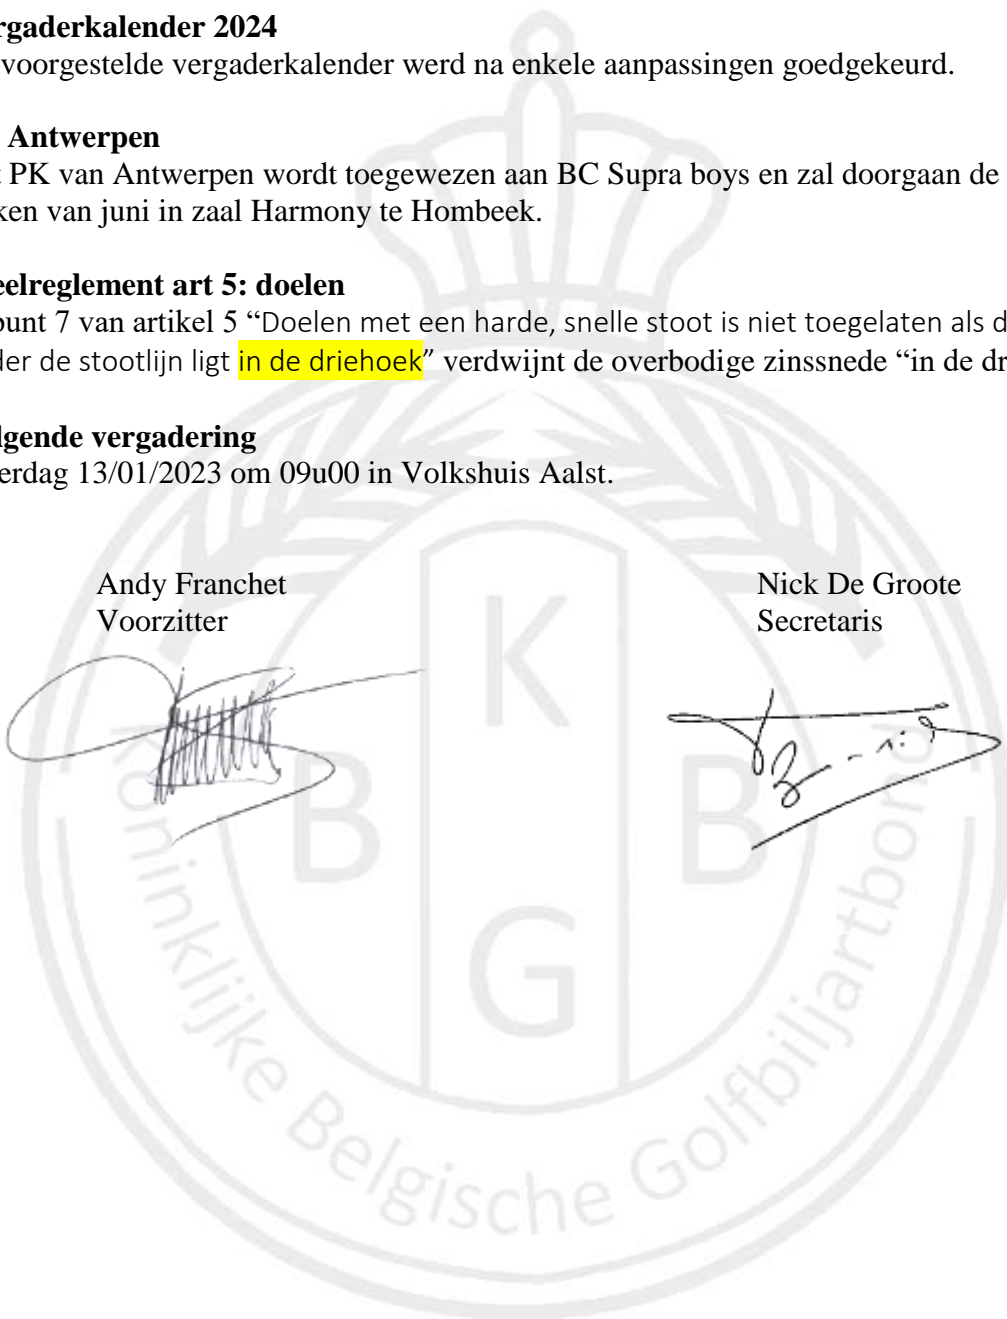 rgaderkalender 2024
voorgestelde vergaderkalender werd na enkele aanpassingen goedgekeurd.
Antwerpen
t PK van Antwerpen wordt toegewezen aan BC Supra boys en zal doorgaan de
ken van juni in zaal Harmony te Hombeek.
eelreglement art 5: doelen
punt 7 van artikel 5 “Doelen met een harde, snelle stoot is niet toegelaten als d
der de stootlijn ligt in de driehoek” verdwijnt de overbodige zinssnede “in de dr
lgende vergadering
erdag 13/01/2023 om 09u00 in Volkshuis Aalst.
Andy Franchet Nick De Groote
Voorzitter Secretaris
K
B B
G
Koninklijke Belgische Golfbiljartbond